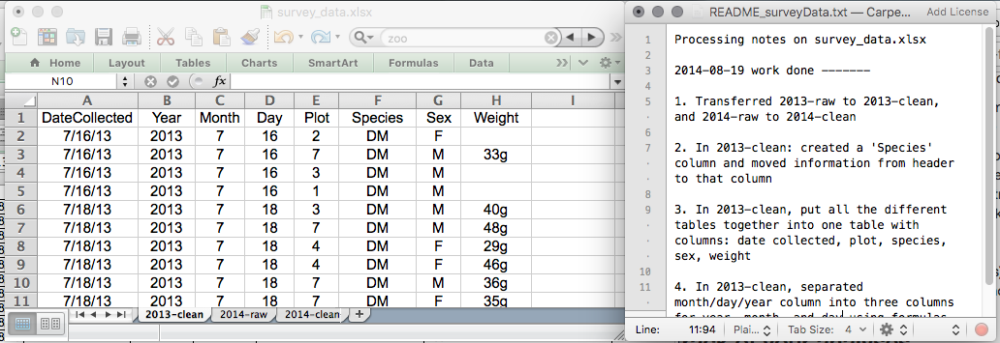 survey_data.xlsx
zoo
Home Layout Tables Charts SmartArt Formulas Data
N10 fx
A B C D E F G H I
1 DateCollected Year Month Day Plot Species Sex Weight
2 7/16/13 2013 7 16 2 DM F
3 7/16/13 2013 7 16 7 DM M 33g
4 7/16/13 2013 7 16 3 DM M
5 7/16/13 2013 7 16 1 DM M
6 7/18/13 2013 7 18 3 DM M 40g
7 7/18/13 2013 7 18 7 DM M 48g
8 7/18/13 2013 7 18 4 DM F 29g
9 7/18/13 2013 7 18 4 DM F 46g
10 7/18/13 2013 7 18 7 DM M 36g
11 7/18/13 2013 7 18 7 DM F 35g
2013-clean 2014-raw 2014-clean +
README_surveyData.txt — Carpe... Add License
1 Processing notes on survey_data.xlsx
2
3 2014-08-19 work done -------
4
5 1. Transferred 2013-raw to 2013-clean,
and 2014-raw to 2014-clean
6
7 2. In 2013-clean: created a 'Species'
column and moved information from header
to that column
8
9 3. In 2013-clean, put all the different
tables together into one table with
columns: date collected, plot, species,
sex, weight
10
11 4. In 2013-clean, separated
month/day/year column into three columns
for year, month, and day using formulas
Line: 11:94 Plai... Tab Size: 4